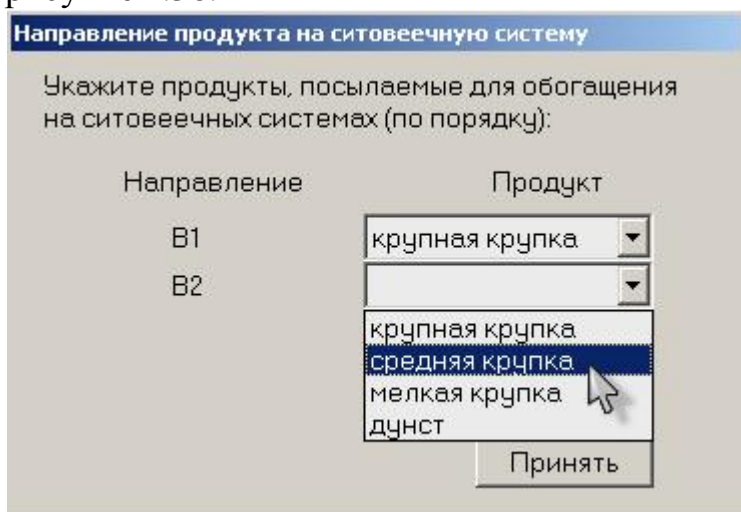 Направление продукта на ситовеечную систему
Укажите продукты, посылаемые для обогащения
на ситовеечных системах (по порядку):
Направление Продукт
В1 крупная крупка
В2
крупная крупка
средняя крупка
мелкая крупка
дунст
Принять